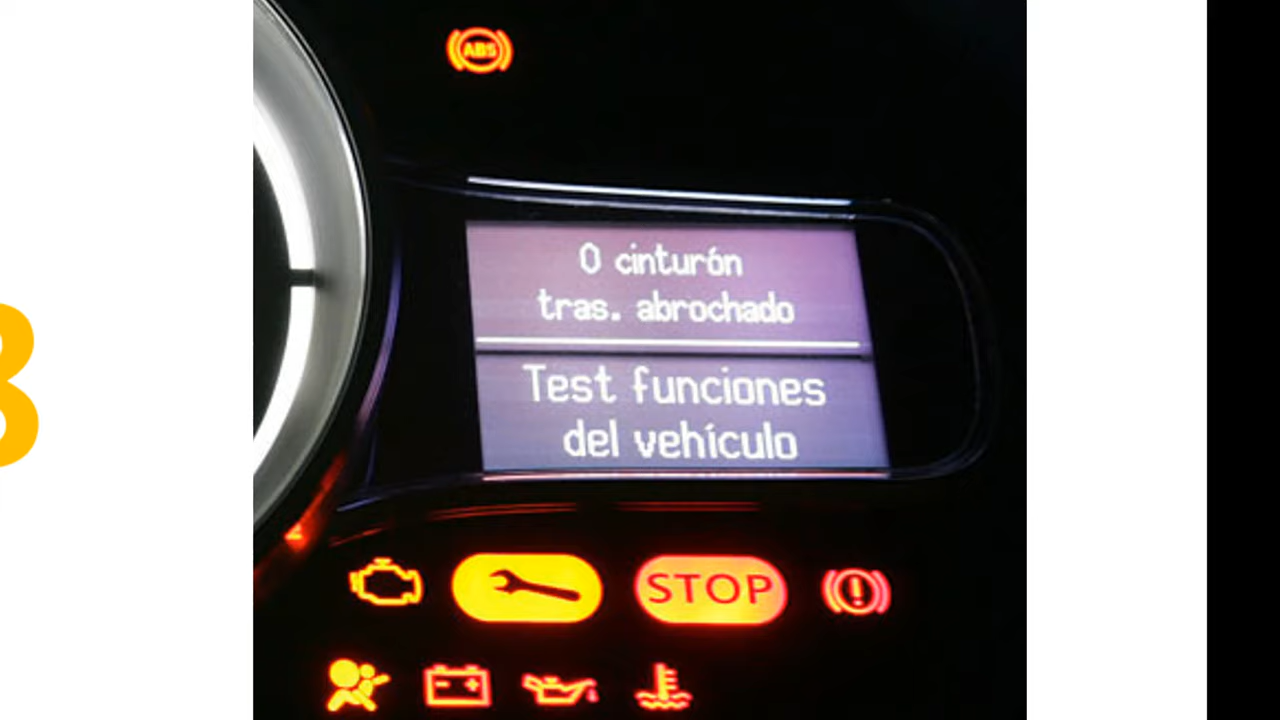 ABS
0 cinturón
tras. abrochado
Test funciones
del vehículo
STOP